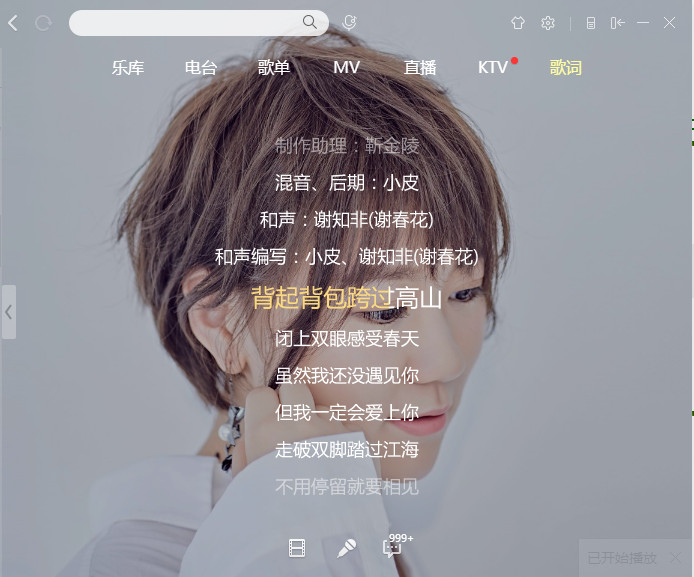 乐库 电台 歌单 MV 直播 KTV 歌词
制作助理：靳金陵
混音、后期：小皮
和声：谢知非(谢春花)
和声编写：小皮、谢知非(谢春花)
背起背包跨过高山
闭上双眼感受春天
虽然我还没遇见你
但我一定会爱上你
走破双脚踏过江海
不用停留就要相见
999+
已开始播放